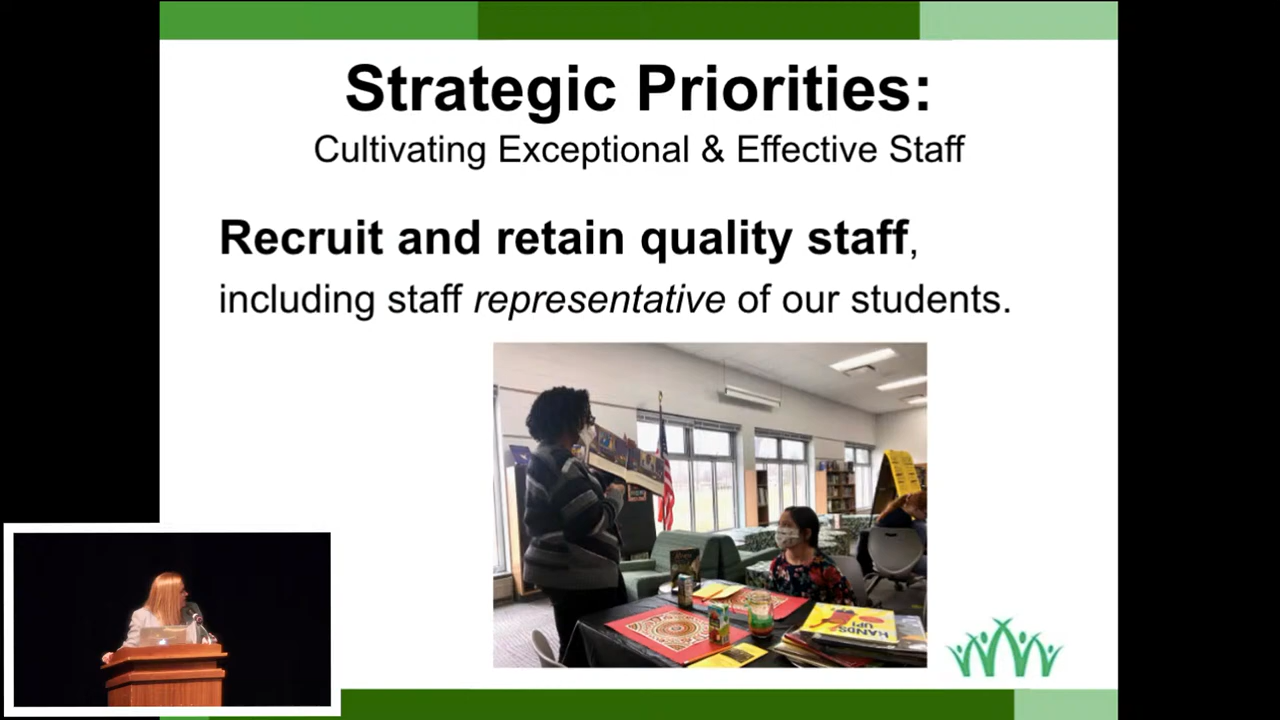 Strategic Priorities:
Cultivating Exceptional & Effective Staff
Recruit and retain quality staff,
including staff representative of our students.
HANDS
UP!